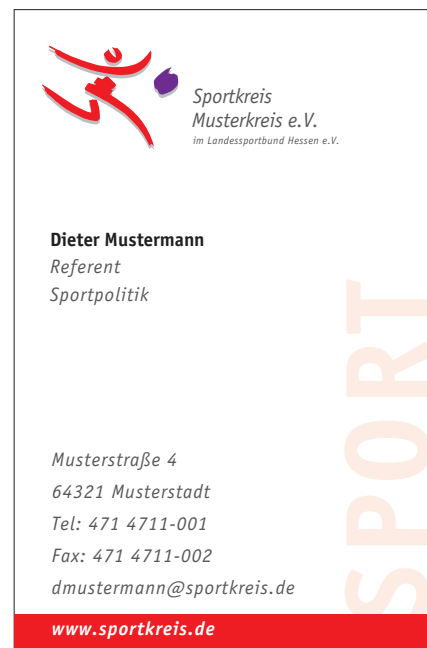 Sportkreis
Musterkreis e.V.
im Landessportbund Hessen e.V.
Dieter Mustermann
Referent
Sportpolitik
SPORT
Musterstraße 4
64321 Musterstadt
Tel: 471 4711-001
Fax: 471 4711-002
dmustermann@sportkreis.de
www.sportkreis.de